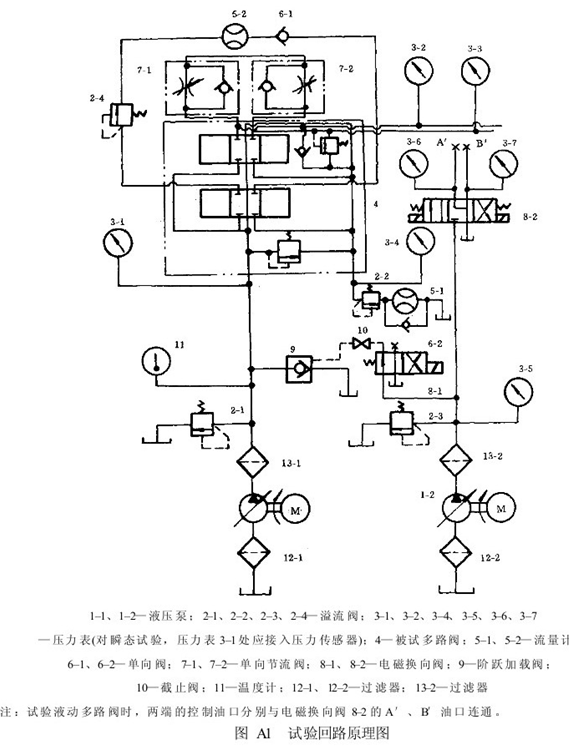 5-2
6-1
7-1
7-2
3-2
3-3
2-4
A′
B′
3-6
3-7
8-2
4
3-1
3-4
2-2
5-1
10
6-2
11
9
8-1
3-5
2-1
2-3
13-1
13-2
1-2
M
M
12-1
12-2
1-1、1-2—液压泵；2-1、2-2、2-3、2-4—溢流阀；3-1、3-2、3-4、3-5、3-6、3-7
—压力表(对瞬态试验，压力表3-1处应接入压力传感器)；4—被试多路阀；5-1、5-2—流量计
6-1、6-2—单向阀；7-1、7-2—单向节流阀；8-1、8-2—电磁换向阀；9—阶跃加载阀；
10—截止阀；11—温度计；12-1、12-2—过滤器；13-2—过滤器
注：试验液动多路阀时，两端的控制油口分别与电磁换向阀 8-2的A′、B′油口连通。
图 A1 试验回路原理图